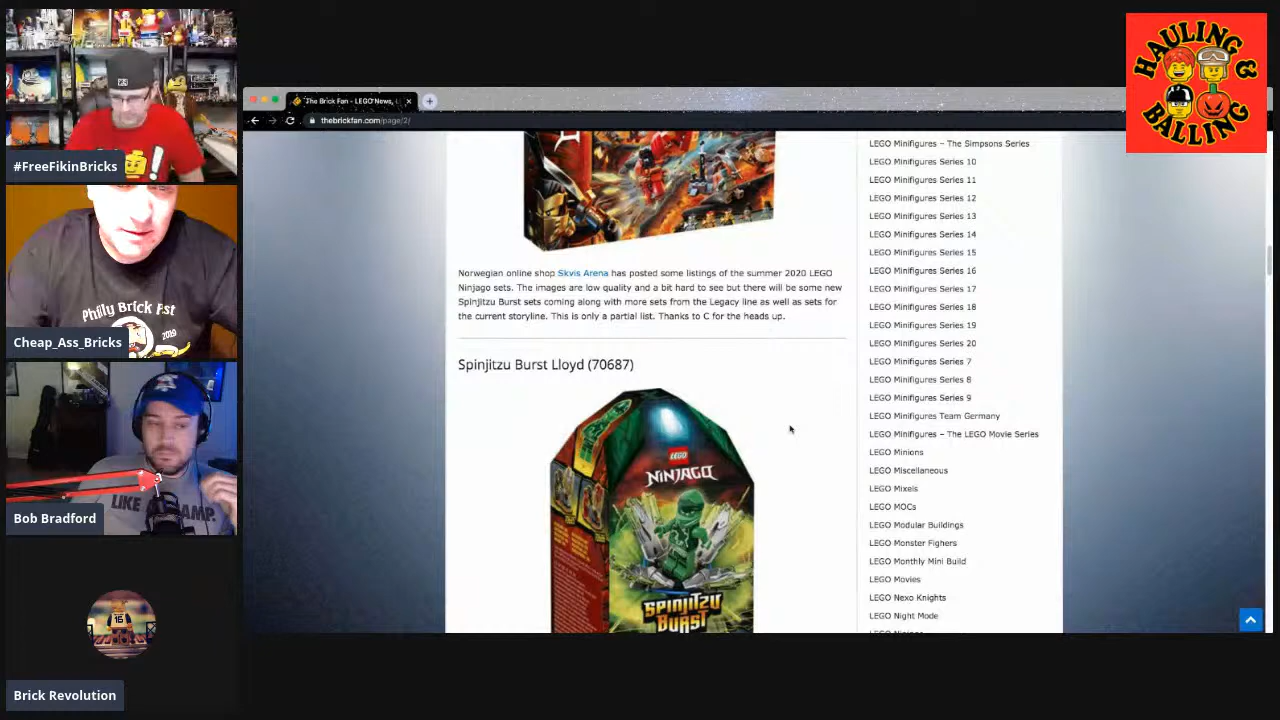 #FreeFikinBricks
Philly Brick Fest
2019
Cheap_Ass_Bricks
LIKE A CHAMP.
Bob Bradford
16
Brick Revolution
HAULING &
BALLING
The Brick Fan - LEGO News, L
thebrickfan.com/page/2/
Norwegian online shop Skvis Arena has posted some listings of the summer 2020 LEGO
Ninjago sets. The images are low quality and a bit hard to see but there will be some new
Spinjitzu Burst sets coming along with more sets from the Legacy line as well as sets for
the current storyline. This is only a partial list. Thanks to C for the heads up.
Spinjitzu Burst Lloyd (70687)
LEGO
NINJAGO
SPINJITZU
BURST
LEGO Minifigures – The Simpsons Series
LEGO Minifigures Series 10
LEGO Minifigures Series 11
LEGO Minifigures Series 12
LEGO Minifigures Series 13
LEGO Minifigures Series 14
LEGO Minifigures Series 15
LEGO Minifigures Series 16
LEGO Minifigures Series 17
LEGO Minifigures Series 18
LEGO Minifigures Series 19
LEGO Minifigures Series 20
LEGO Minifigures Series 7
LEGO Minifigures Series 8
LEGO Minifigures Series 9
LEGO Minifigures Team Germany
LEGO Minifigures – The LEGO Movie Series
LEGO Minions
LEGO Miscellaneous
LEGO Mixels
LEGO MOCs
LEGO Modular Buildings
LEGO Monster Fighers
LEGO Monthly Mini Build
LEGO Movies
LEGO Nexo Knights
LEGO Night Mode